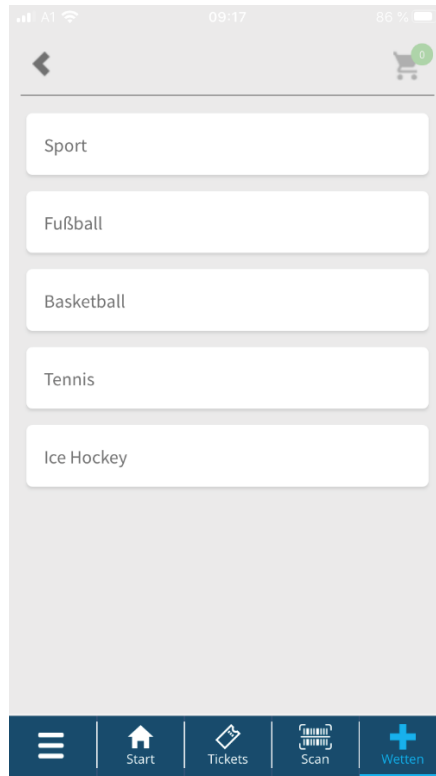 A1 09:17 86 %
0
Sport
Fußball
Basketball
Tennis
Ice Hockey
Start Tickets Scan Wetten